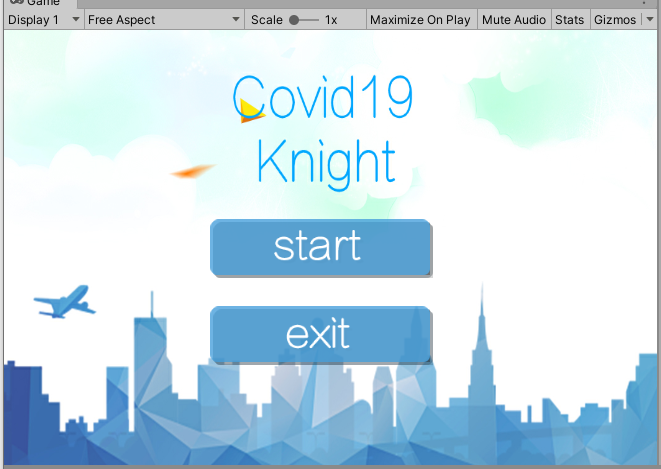 Game
Display 1 Free Aspect Scale 1x Maximize On Play Mute Audio Stats Gizmos
Covid19
Knight
start
exit